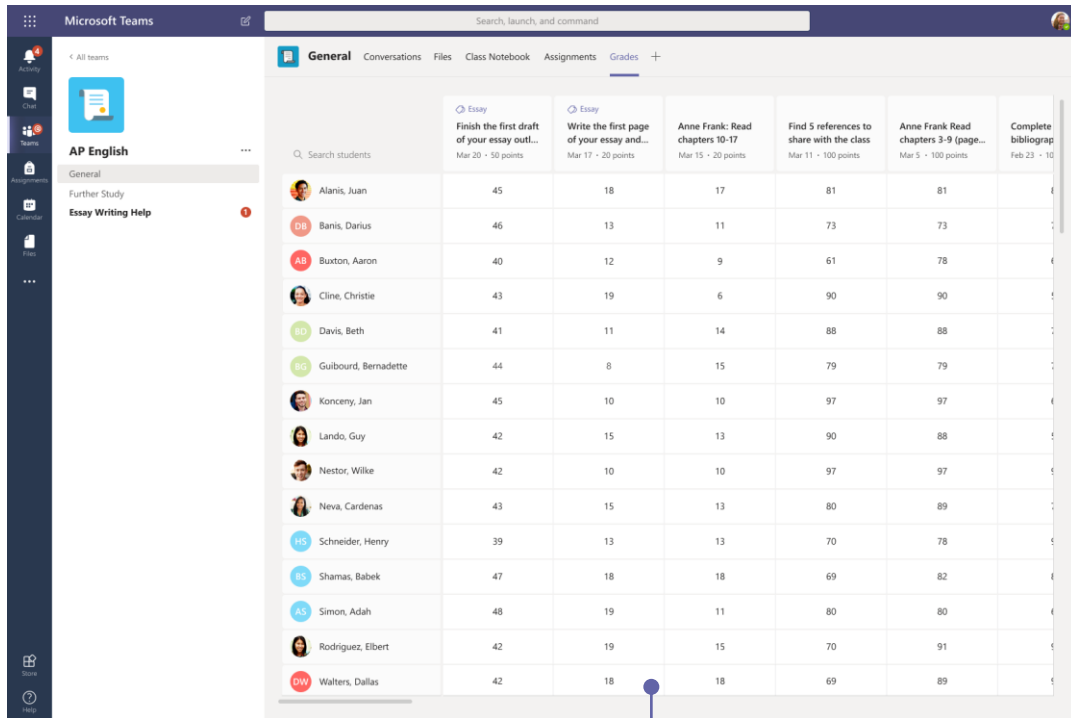 Microsoft Teams
Search, launch, and command
4
Activity
Chat
Teams
Assignments
Calendar
Files
Store
Help
< All teams
AP English
General
Further Study
Essay Writing Help
1
General Conversations Files Class Notebook Assignments Grades +
Search students
Essay
Finish the first draft
of your essay outl...
Mar 20 • 50 points
Essay
Write the first page
of your essay and...
Mar 17 • 20 points
Anne Frank: Read
chapters 10-17
Mar 15 • 20 points
Find 5 references to
share with the class
Mar 11 • 100 points
Anne Frank Read
chapters 3-9 (page...
Mar 5 • 100 points
Complete
bibliograp
Feb 23 • 10
Alanis, Juan 45 18 17 81 81
DB Banis, Darius 46 13 11 73 73
AB Buxton, Aaron 40 12 9 61 78
Cline, Christie 43 19 6 90 90
BD Davis, Beth 41 11 14 88 88
BG Guibourd, Bernadette 44 8 15 79 79
Konceny, Jan 45 10 10 97 97
Lando, Guy 42 15 13 90 88
Nestor, Wilke 42 10 10 97 97
Neva, Cardenas 43 15 13 80 89
HS Schneider, Henry 39 13 13 70 78
BS Shamas, Babek 47 18 18 69 82
AS Simon, Adah 48 19 11 80 80
Rodriguez, Elbert 42 19 15 70 91
DW Walters, Dallas 42 18 18 69 89